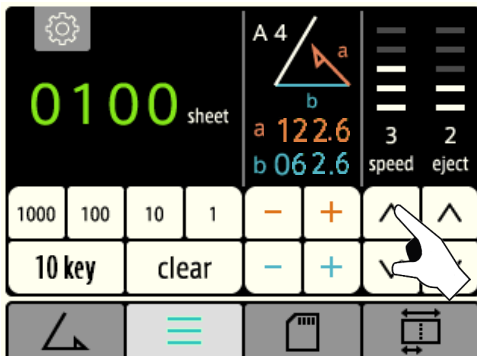 A 4
a
b
0100 sheet
a 122.6
b 062.6
3 2
speed eject
1000 100 10 1 − +
10 key clear − +